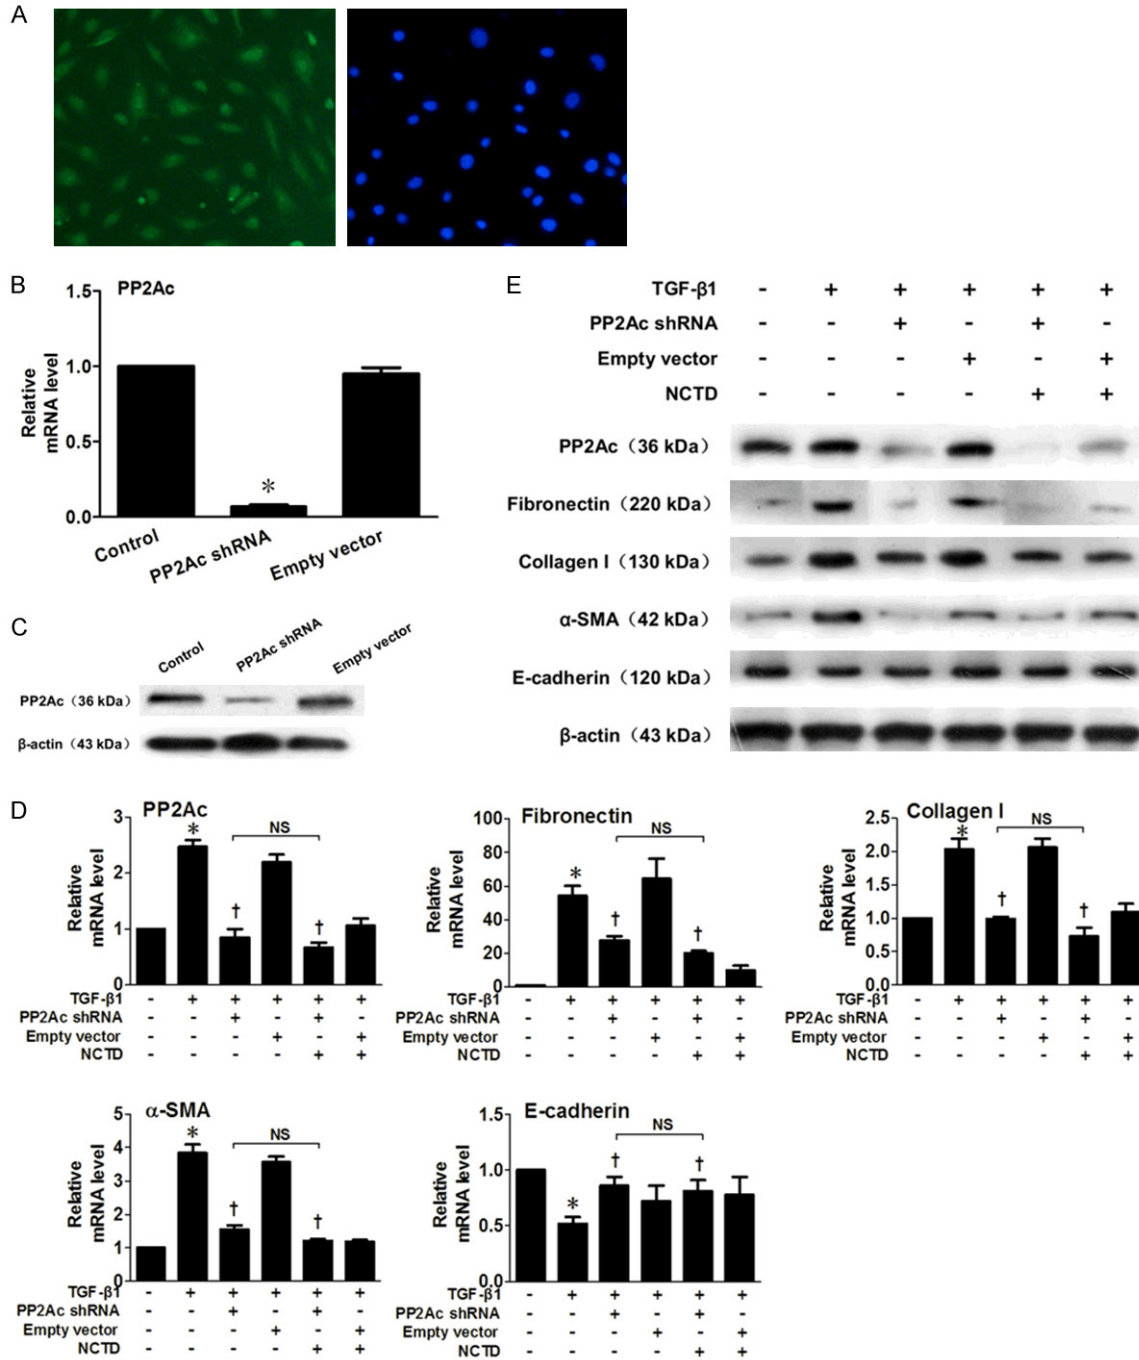 A
B
PP2Ac
1.5
1.0
0.5
0.0
Relative
mRNA level
*
Control
PP2Ac shRNA
Empty vector
C
Control
PP2Ac shRNA
Empty vector
PP2Ac（36 kDa）
β-actin（43 kDa）
E
TGF-β1 - + + + + +
PP2Ac shRNA - - + - + -
Empty vector - - - + - +
NCTD - - - - + +
PP2Ac（36 kDa）
Fibronectin（220 kDa）
Collagen I（130 kDa）
α-SMA（42 kDa）
E-cadherin（120 kDa）
β-actin（43 kDa）
D
PP2Ac
3
2
1
0
Relative
mRNA level
* † NS †
TGF-β1 - + + + + +
PP2Ac shRNA - - + - + -
Empty vector - - - + - +
NCTD - - - - + +
Fibronectin
100
80
60
40
20
0
Relative
mRNA level
* † NS †
TGF-β1 - + + + + +
PP2Ac shRNA - - + - + -
Empty vector - - - + - +
NCTD - - - - + +
Collagen I
2.5
2.0
1.5
1.0
0.5
0.0
Relative
mRNA level
* † NS †
TGF-β1 - + + + + +
PP2Ac shRNA - - + - + -
Empty vector - - - + - +
NCTD - - - - + +
α-SMA
5
4
3
2
1
0
Relative
mRNA level
* † NS †
TGF-β1 - + + + + +
PP2Ac shRNA - - + - + -
Empty vector - - - + - +
NCTD - - - - + +
E-cadherin
1.5
1.0
0.5
0.0
Relative
mRNA level
* † NS †
TGF-β1 - + + + + +
PP2Ac shRNA - - + - + -
Empty vector - - - + - +
NCTD - - - - + +